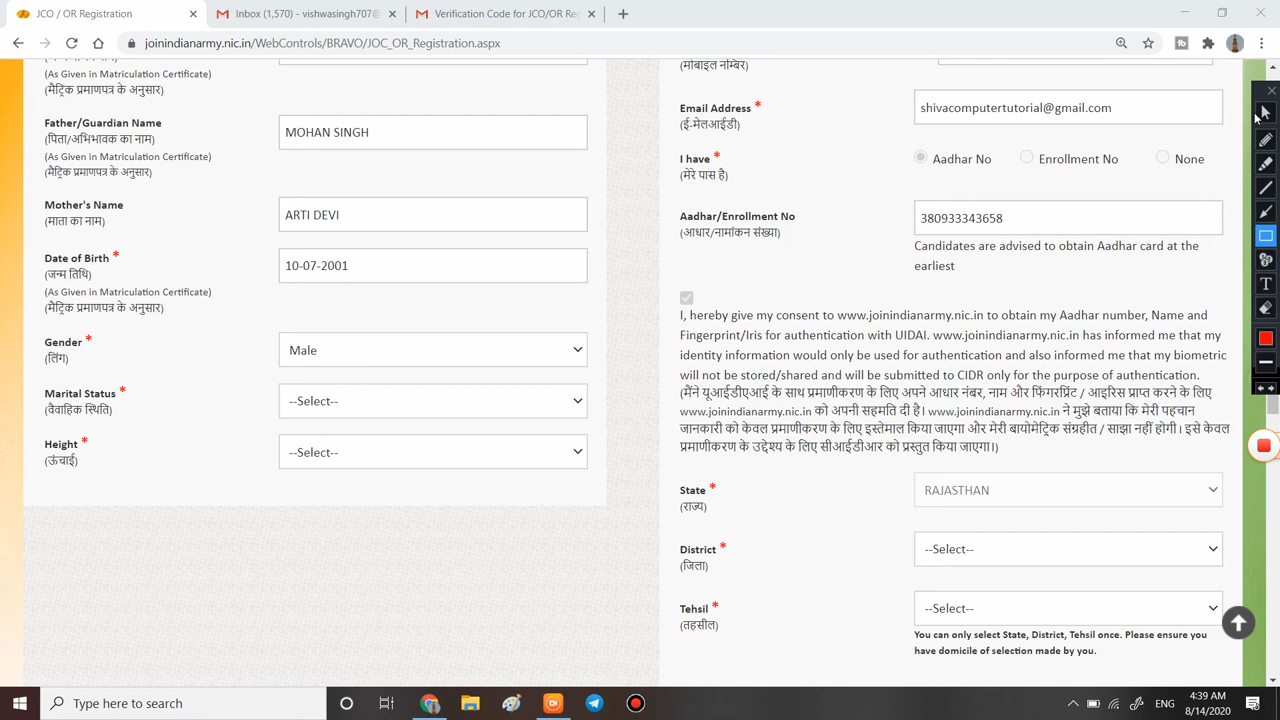 JCO / OR Registration
Inbox (1,570) - vishwasingh707@
Verification Code for JCO/OR Reg
joinindianarmy.nic.in/WebControls/BRAVO/JOC_OR_Registration.aspx
(As Given in Matriculation Certificate)
(मैट्रिक प्रमाणपत्र के अनुसार)
Father/Guardian Name
(पिता/अभिभावक का नाम)
(As Given in Matriculation Certificate)
(मैट्रिक प्रमाणपत्र के अनुसार)
MOHAN SINGH
Mother's Name
(माता का नाम)
ARTI DEVI
Date of Birth *
(जन्म तिथि)
(As Given in Matriculation Certificate)
(मैट्रिक प्रमाणपत्र के अनुसार)
10-07-2001
Gender *
(लिंग)
Male
Marital Status *
(वैवाहिक स्थिति)
--Select--
Height *
(ऊंचाई)
--Select--
(मोबाइल नम्बिर)
Email Address *
(ई-मेलआईडी)
shivacomputertutorial@gmail.com
I have *
(मेरे पास है)
Aadhar No
Enrollment No
None
Aadhar/Enrollment No
(आधार/नामांकन संख्या)
380933343658
Candidates are advised to obtain Aadhar card at the
earliest
I, hereby give my consent to www.joinindianarmy.nic.in to obtain my Aadhar number, Name and
Fingerprint/Iris for authentication with UIDAI. www.joinindianarmy.nic.in has informed me that my
identity information would only be used for authentication and also informed me that my biometric
will not be stored/shared and will be submitted to CIDR only for the purpose of authentication.
(मैंने यूआईडीएआई के साथ प्रमाणीकरण के लिए अपने आधार नंबर, नाम और फिंगरप्रिंट / आइरिस प्राप्त करने के लिए
www.joinindianarmy.nic.in को अपनी सहमति दी है। www.joinindianarmy.nic.in ने मुझे बताया कि मेरी पहचान
जानकारी को केवल प्रमाणीकरण के लिए इस्तेमाल किया जाएगा और मेरी बायोमेट्रिक संग्रहीत / साझा नहीं होगी। इसे केवल
प्रमाणीकरण के उद्देश्य के लिए सीआईडीआर को प्रस्तुत किया जाएगा।)
State *
(राज्य)
RAJASTHAN
District *
(जिला)
--Select--
Tehsil *
(तहसील)
--Select--
You can only select State, District, Tehsil once. Please ensure you
have domicile of selection made by you.
Type here to search
ENG
4:39 AM
8/14/2020